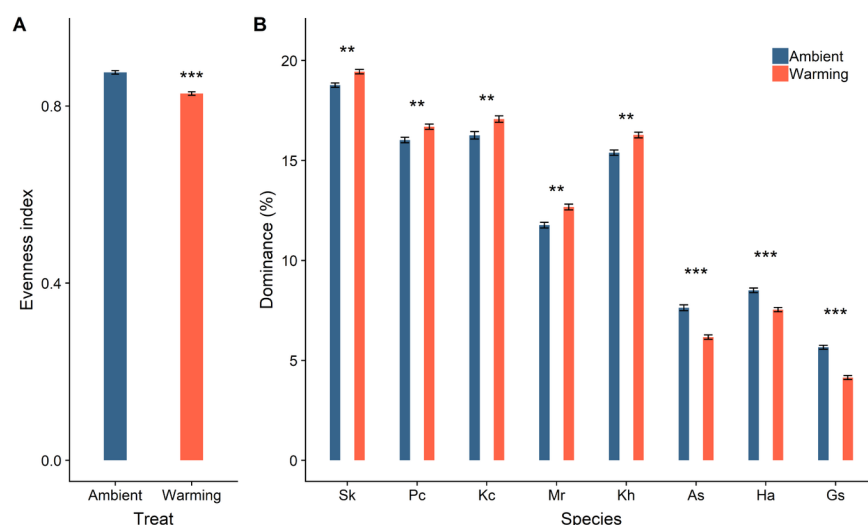 A
B
Evenness index
0.8
0.4
0.0
***
Ambient Warming
Treat
Dominance (%)
20
15
10
5
0
** ** ** ** ** *** *** ***
Ambient
Warming
Sk Pc Kc Mr Kh As Ha Gs
Species